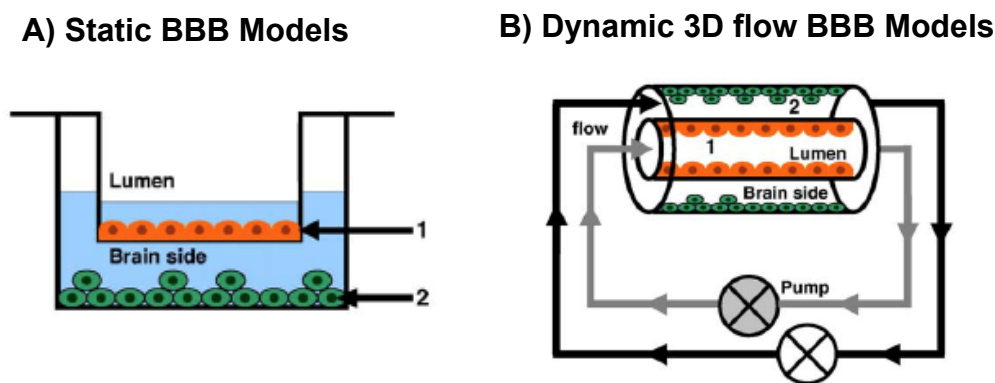 A) Static BBB Models
Lumen
1
Brain side
2
B) Dynamic 3D flow BBB Models
2
flow
1
Lumen
Brain side
Pump